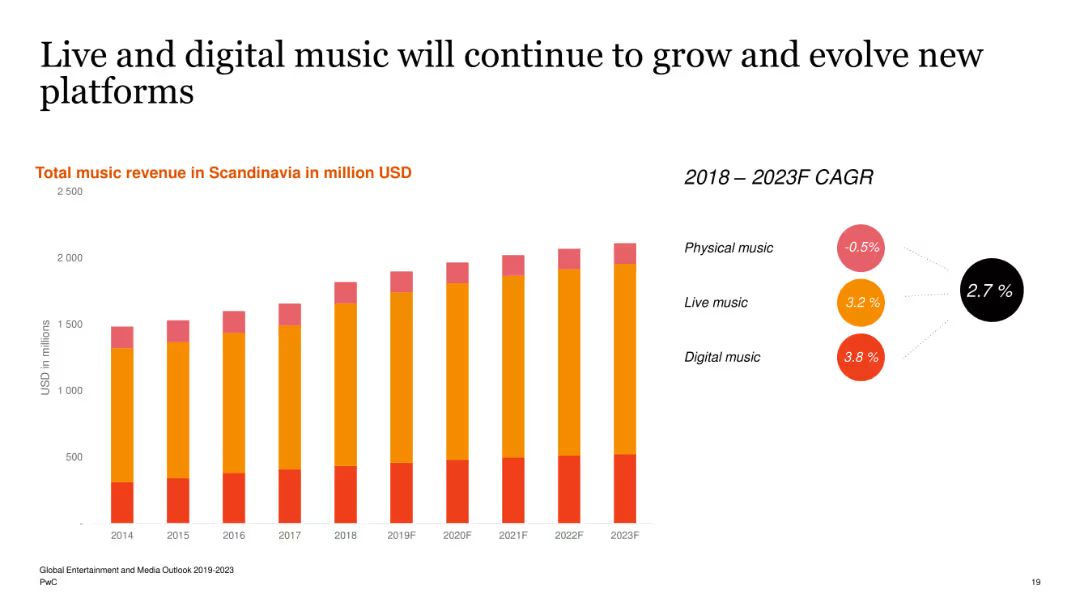 Live and digital music will continue to grow and evolve new
platforms
Total music revenue in Scandinavia in million USD
2 500
2 000
1 500
1 000
500
-
USD in millions
2014 2015 2016 2017 2018 2019F 2020F 2021F 2022F 2023F
2018 – 2023F CAGR
Physical music -0.5%
Live music 3.2 %
Digital music 3.8 %
2.7 %
Global Entertainment and Media Outlook 2019-2023
PwC
19